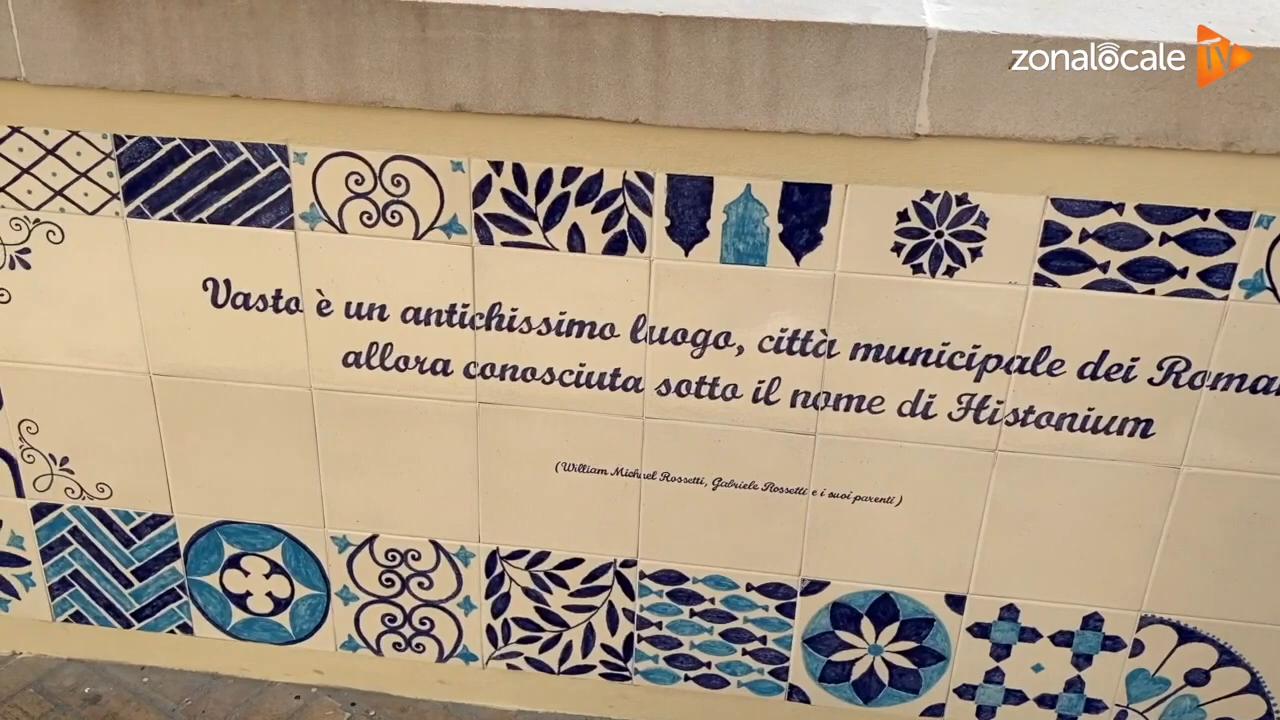 zonalocale TV
Vasto è un antichissimo luogo, città municipale dei Roma
allora conosciuta sotto il nome di Histonium
(William Michael Rossetti, Gabriele Rossetti e i suoi parenti)